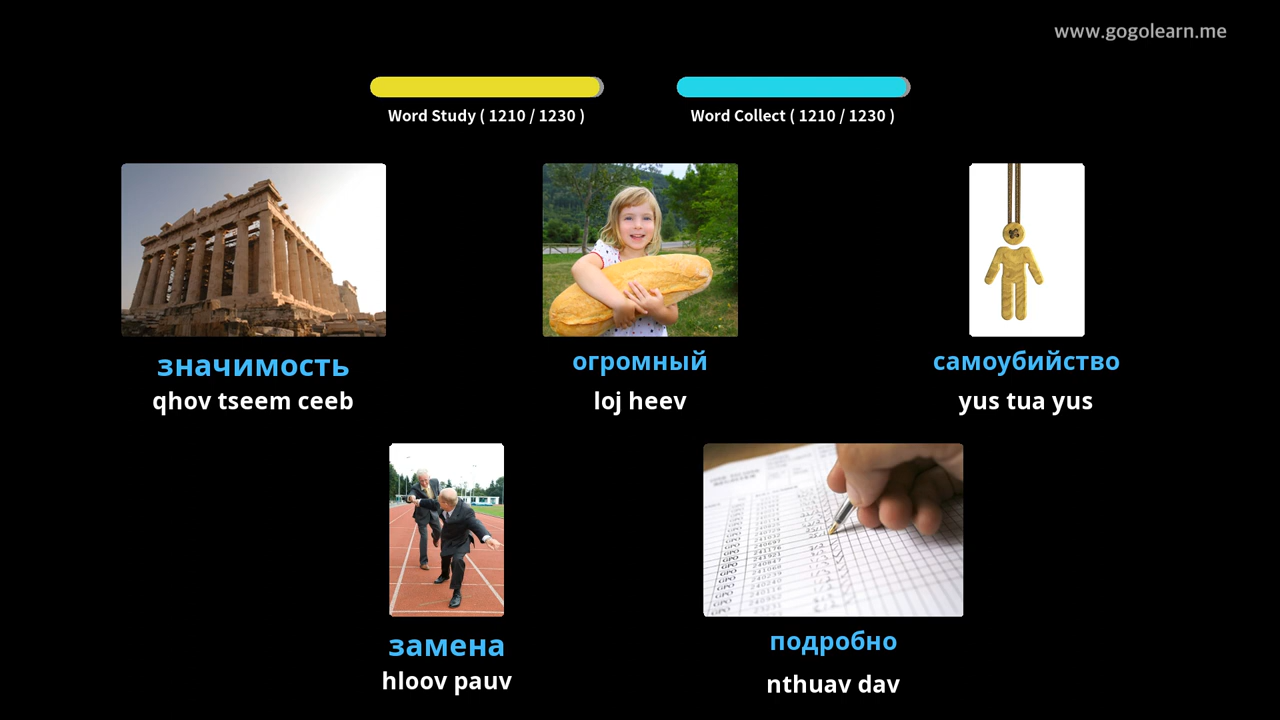 www.gogolearn.me
Word Study ( 1210 / 1230 )
Word Collect ( 1210 / 1230 )
значимость
qhov tseem ceeb
огромный
loj heev
самоубийство
yus tua yus
замена
hloov pauv
подробно
nthuav dav